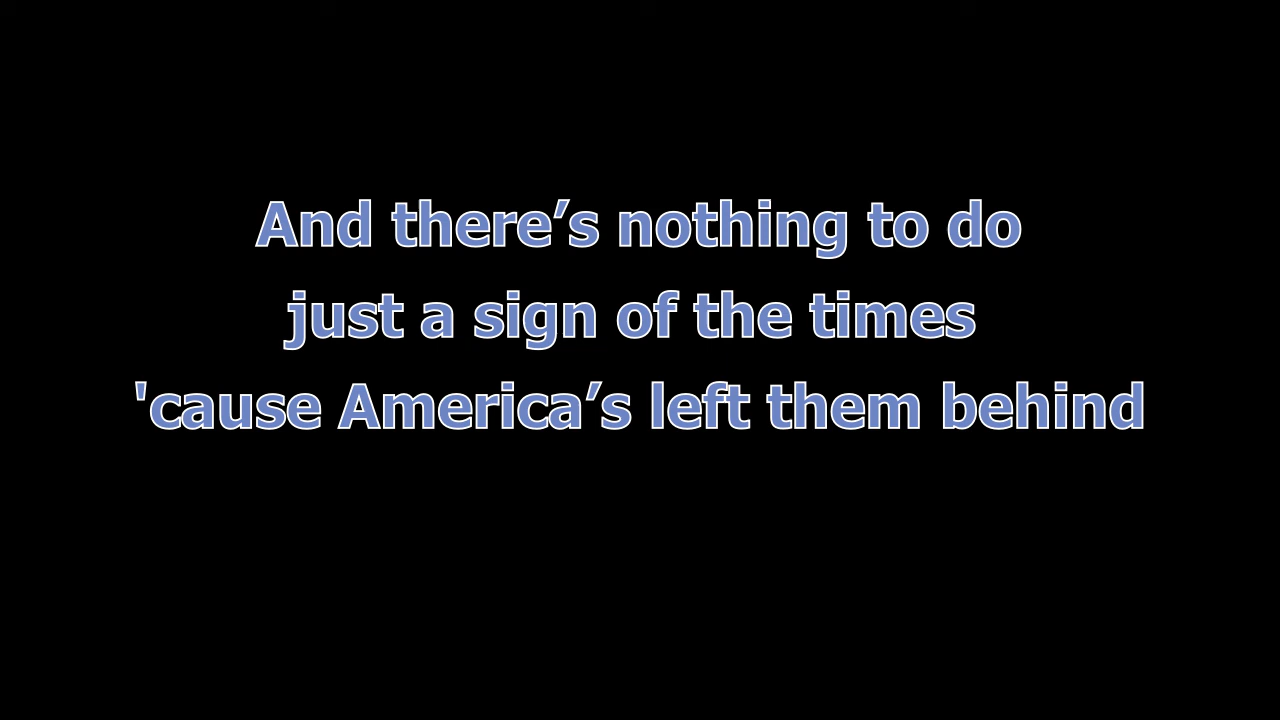 And there’s nothing to do
just a sign of the times
'cause America’s left them behind